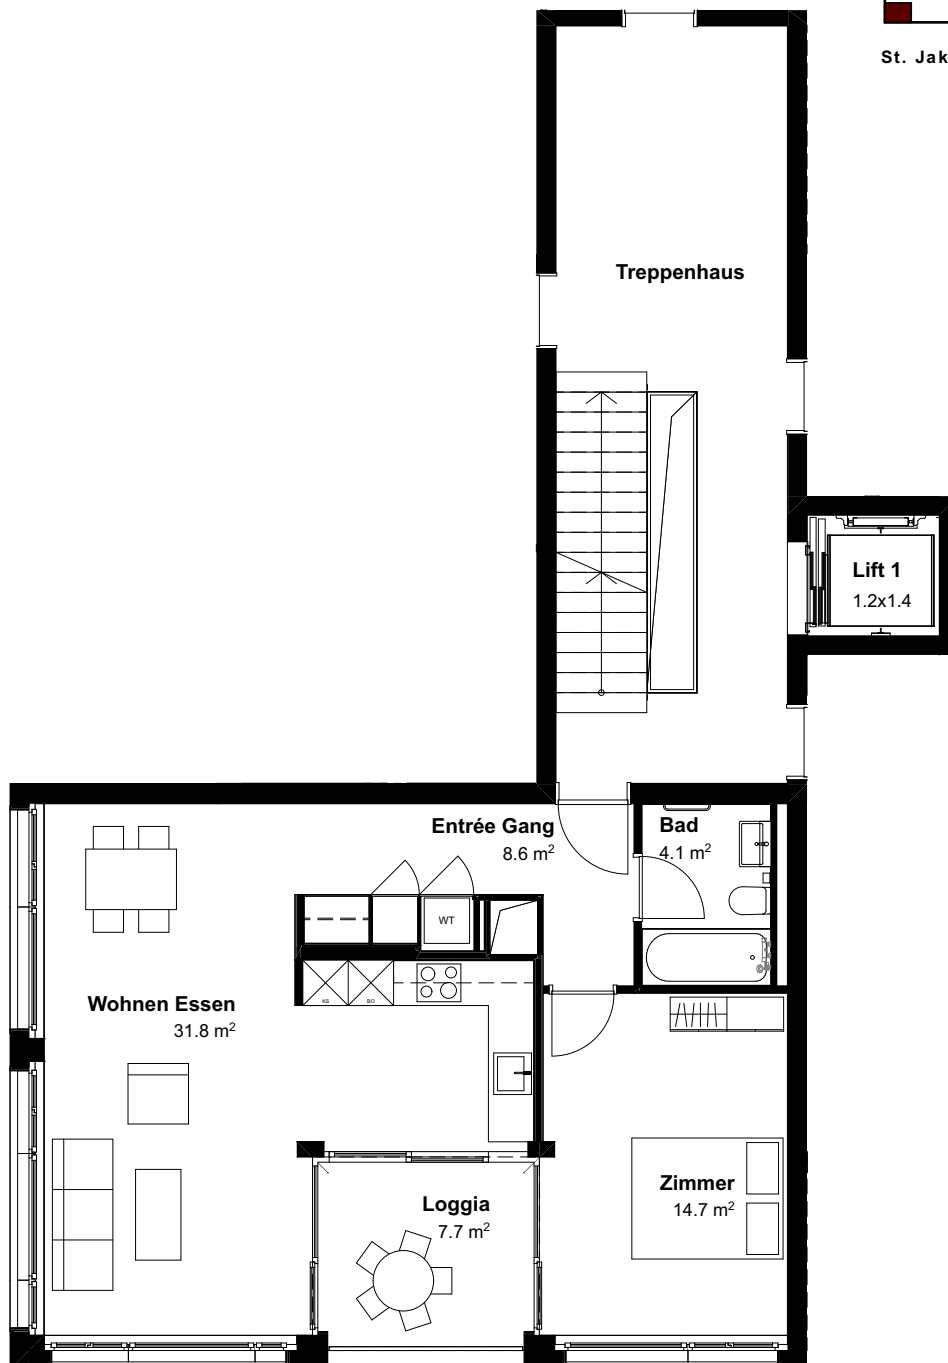 St. Jak
Treppenhaus
Lift 1
1.2x1.4
Entrée Gang
8.6 m²
Bad
4.1 m²
WT
KS
BO
Wohnen Essen
31.8 m²
Zimmer
14.7 m²
Loggia
7.7 m²